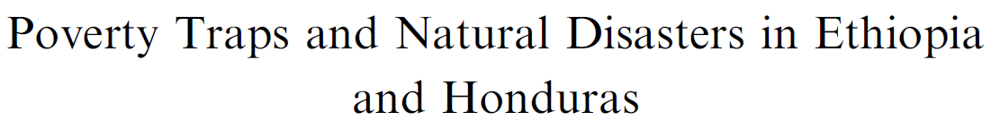 Poverty Traps and Natural Disasters in Ethiopia
and Honduras